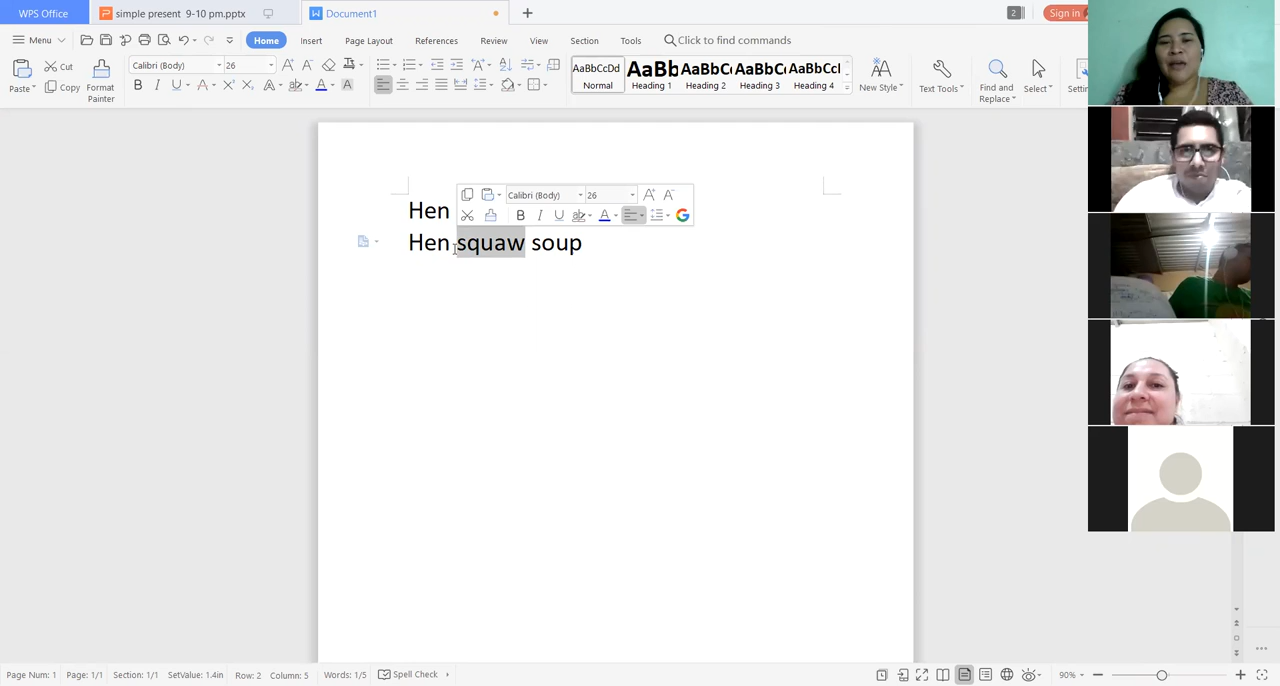 WPS Office simple present 9-10 pm.pptx Document1 2 Sign in
Menu Home Insert Page Layout References Review View Section Tools Click to find commands
Paste Cut Copy Format Painter Calibri (Body) 26 AaBbCcDd Normal AaBb Heading 1 AaBbC Heading 2 AaBbC Heading 3 AaBbCc Heading 4 New Style Text Tools Find and Replace Select
Calibri (Body) 26
Hen
Hen squaw soup
Page Num: 1 Page: 1/1 Section: 1/1 SetValue: 1.4in Row: 2 Column: 5 Words: 1/5 Spell Check 90%